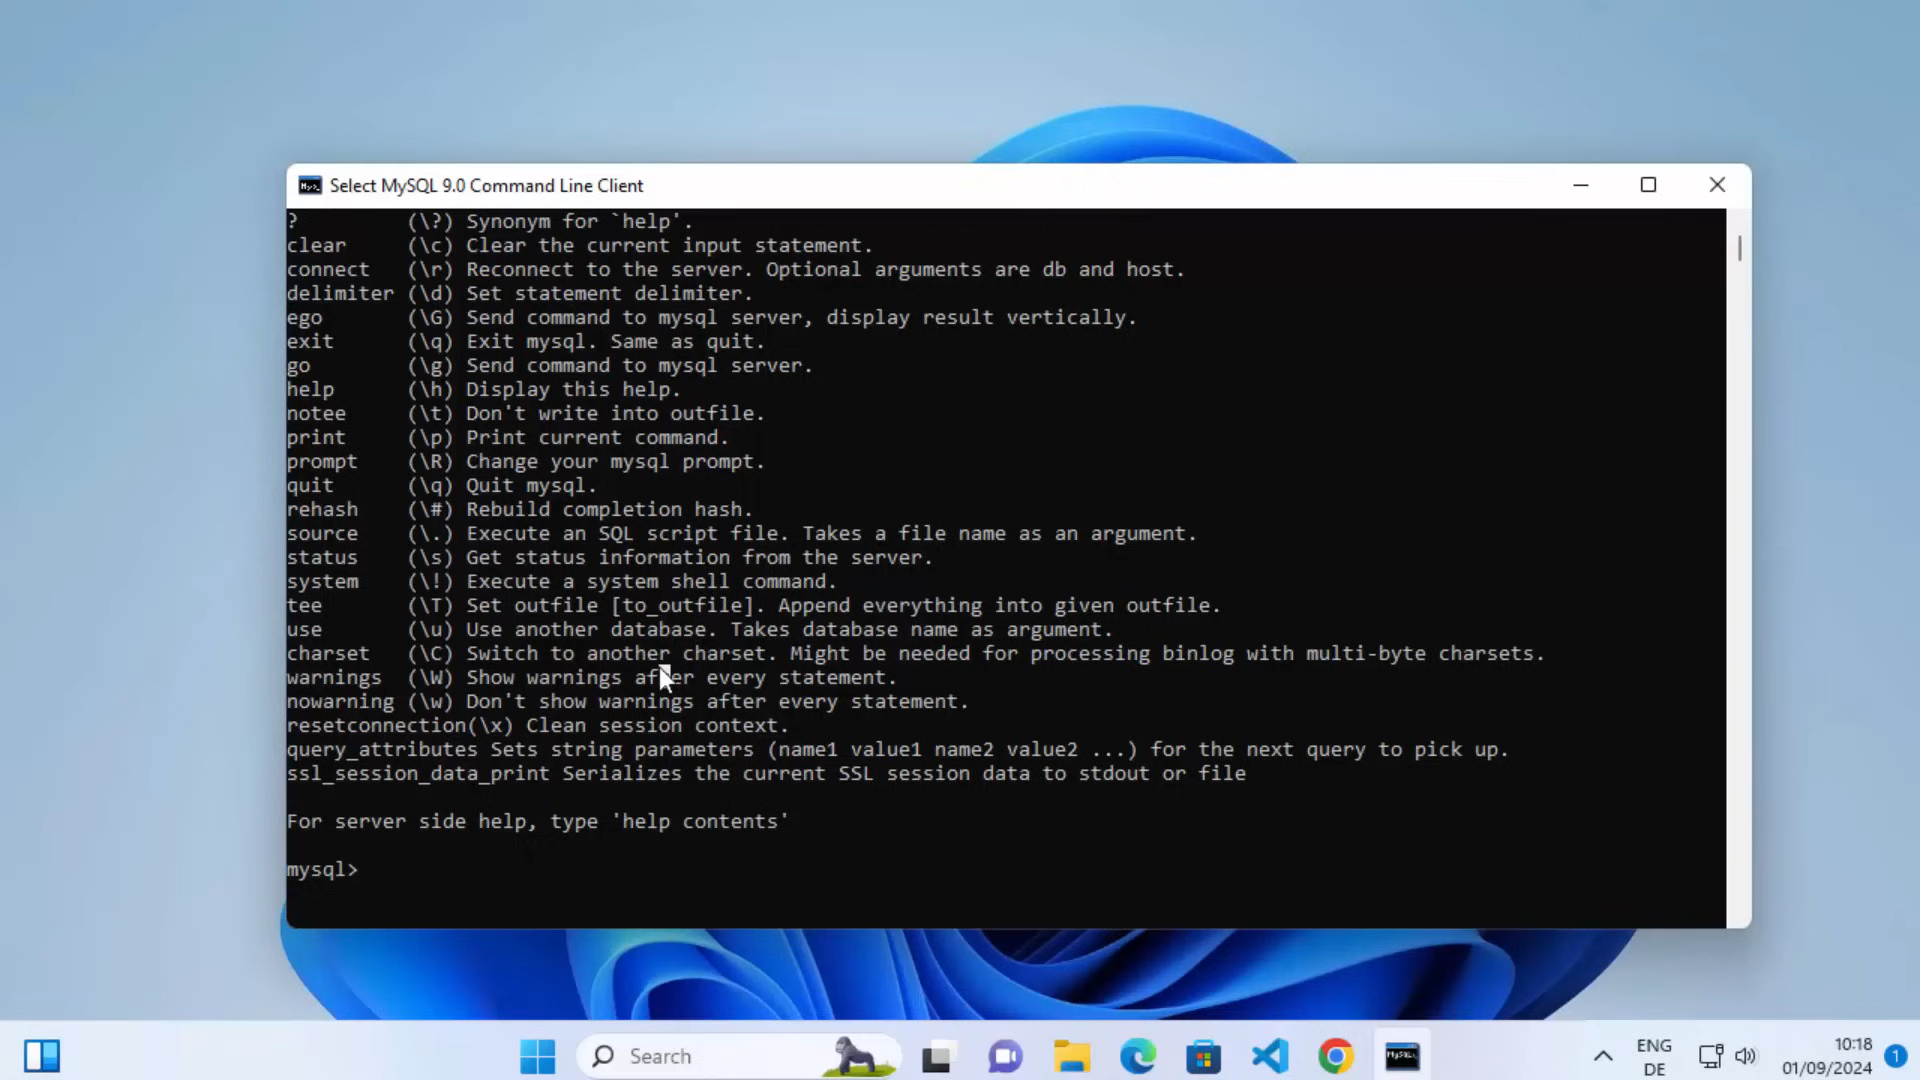 Select MySQL 9.0 Command Line Client
? (\?) Synonym for `help'.
clear (\c) Clear the current input statement.
connect (\r) Reconnect to the server. Optional arguments are db and host.
delimiter (\d) Set statement delimiter.
ego (\G) Send command to mysql server, display result vertically.
exit (\q) Exit mysql. Same as quit.
go (\g) Send command to mysql server.
help (\h) Display this help.
notee (\t) Don't write into outfile.
print (\p) Print current command.
prompt (\R) Change your mysql prompt.
quit (\q) Quit mysql.
rehash (\#) Rebuild completion hash.
source (\.) Execute an SQL script file. Takes a file name as an argument.
status (\s) Get status information from the server.
system (\!) Execute a system shell command.
tee (\T) Set outfile [to_outfile]. Append everything into given outfile.
use (\u) Use another database. Takes database name as argument.
charset (\C) Switch to another charset. Might be needed for processing binlog with multi-byte charsets.
warnings (\W) Show warnings after every statement.
nowarning (\w) Don't show warnings after every statement.
resetconnection(\x) Clean session context.
query_attributes Sets string parameters (name1 value1 name2 value2 ...) for the next query to pick up.
ssl_session_data_print Serializes the current SSL session data to stdout or file
For server side help, type 'help contents'
mysql>
Search
MySQL
ENG
DE
10:18
01/09/2024
1